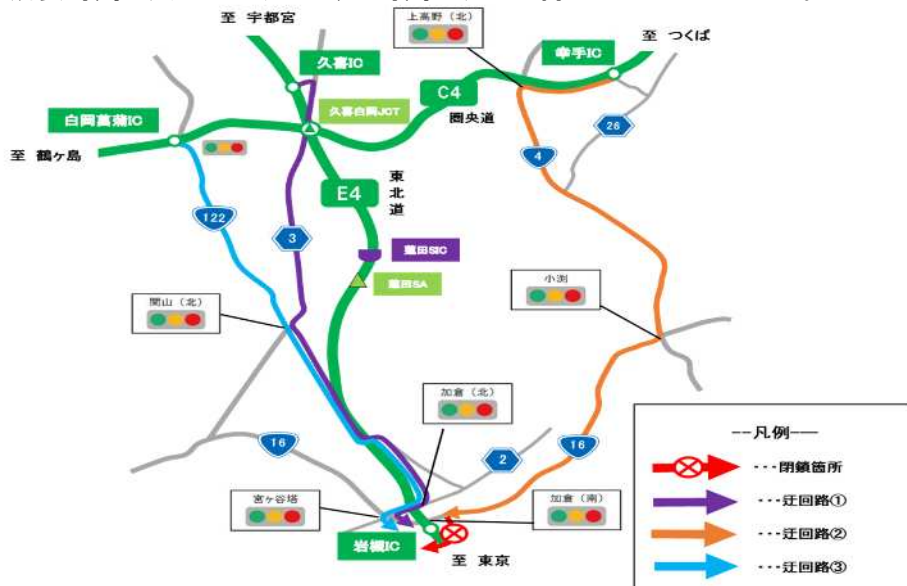 至 宇都宮
上高野（北）
至 つくば
久喜IC
幸手IC
C4
圏央道
久喜白岡JCT
白岡菖蒲IC
26
至 鶴ヶ島
4
E4
東北道
122
3
蓮田SIC
蓮田SA
小渕
関山（北）
加倉（北）
16
2
16
宮ヶ谷塔
加倉（南）
岩槻IC
至 東京
---凡例---
･･･閉鎖箇所
･･･迂回路①
･･･迂回路②
･･･迂回路③